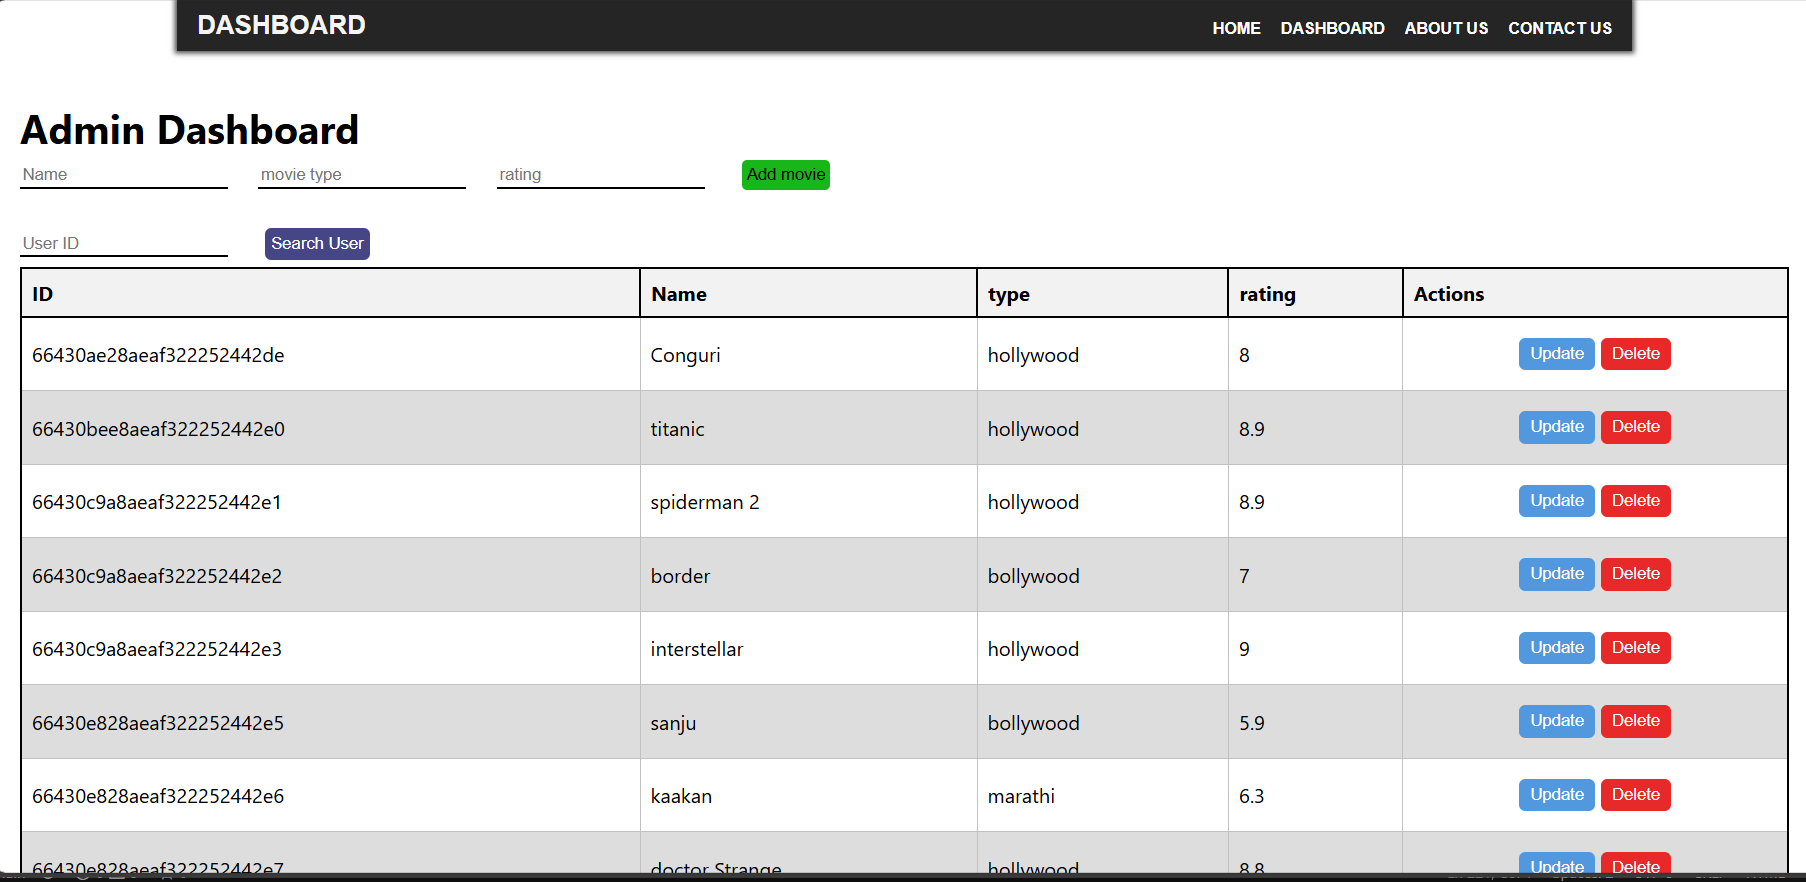 DASHBOARD HOME DASHBOARD ABOUT US CONTACT US
Admin Dashboard
Name movie type rating Add movie
User ID Search User
ID Name type rating Actions
66430ae28aeaf322252442de Conguri hollywood 8 Update Delete
66430bee8aeaf322252442e0 titanic hollywood 8.9 Update Delete
66430c9a8aeaf322252442e1 spiderman 2 hollywood 8.9 Update Delete
66430c9a8aeaf322252442e2 border bollywood 7 Update Delete
66430c9a8aeaf322252442e3 interstellar hollywood 9 Update Delete
66430e828aeaf322252442e5 sanju bollywood 5.9 Update Delete
66430e828aeaf322252442e6 kaakan marathi 6.3 Update Delete
66430e828aeaf322252442e7 doctor Strange hollywood 8.8 Update Delete